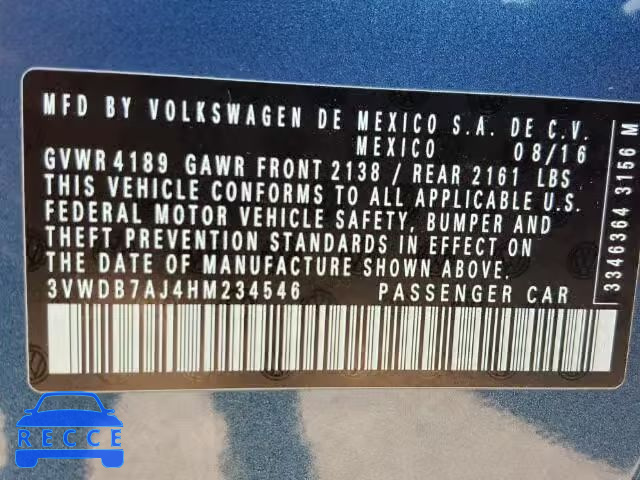 MFD BY VOLKSWAGEN DE MEXICO S.A. DE C.V.
MEXICO 08/16
GVWR 4189 GAWR FRONT 2138 / REAR 2161 LBS
THIS VEHICLE CONFORMS TO ALL APPLICABLE U.S.
FEDERAL MOTOR VEHICLE SAFETY, BUMPER AND
THEFT PREVENTION STANDARDS IN EFFECT ON
THE DATE OF MANUFACTURE SHOWN ABOVE.
3VWDB7AJ4HM234546 PASSENGER CAR
3346364 3156 M
RECCE